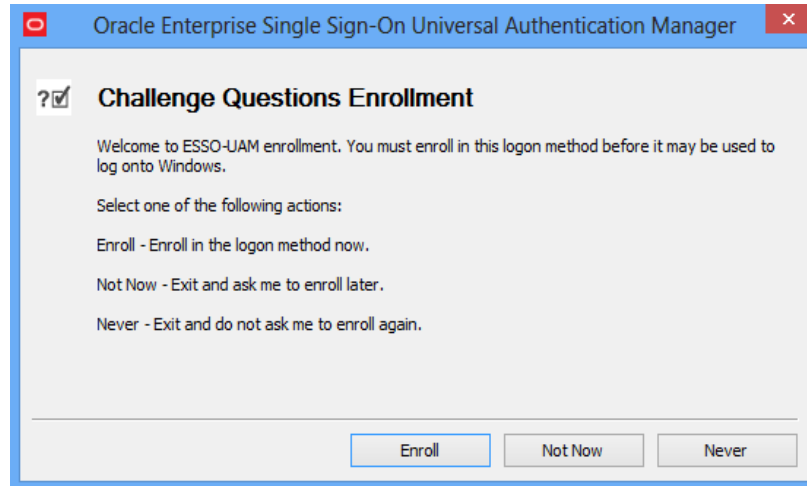 Oracle Enterprise Single Sign-On Universal Authentication Manager
Challenge Questions Enrollment
Welcome to ESSO-UAM enrollment. You must enroll in this logon method before it may be used to
log onto Windows.
Select one of the following actions:
Enroll - Enroll in the logon method now.
Not Now - Exit and ask me to enroll later.
Never - Exit and do not ask me to enroll again.
Enroll
Not Now
Never